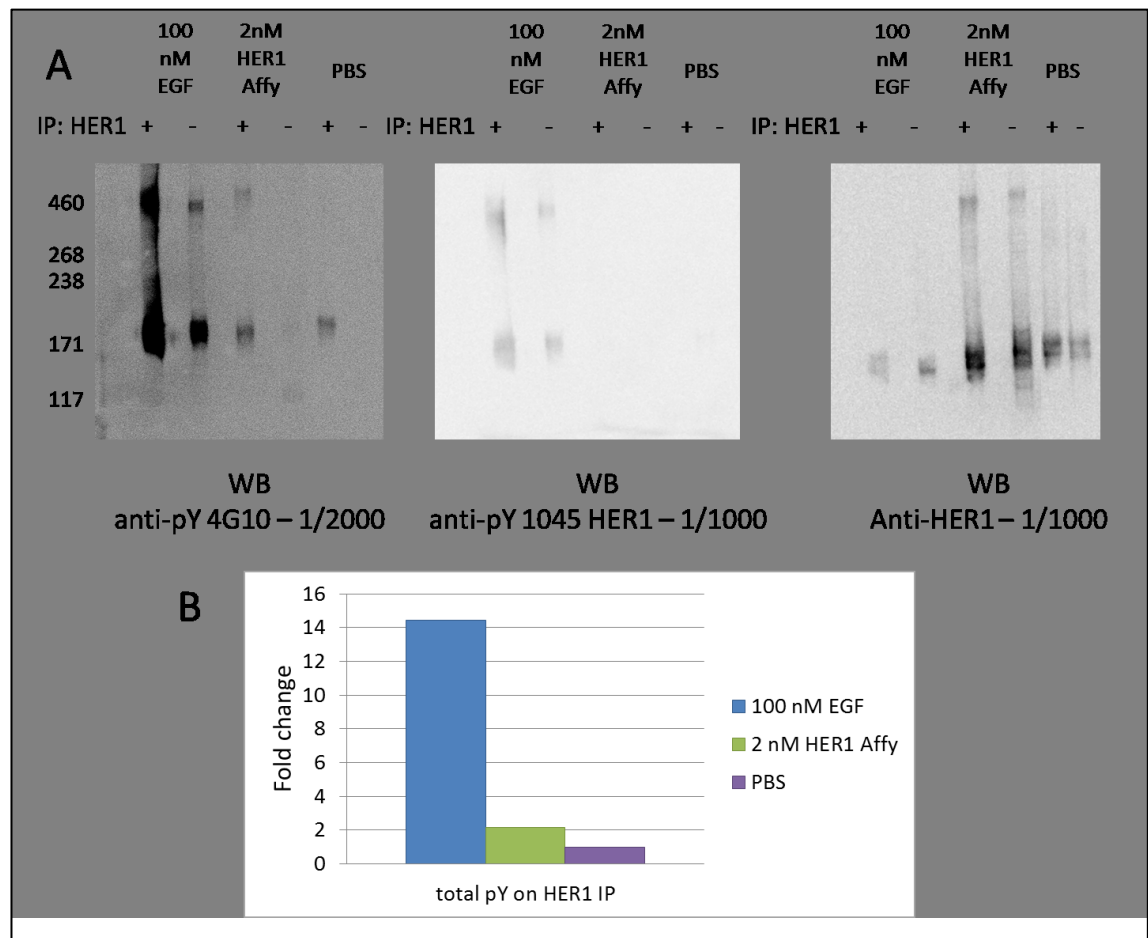 A
100 nM EGF
2nM HER1 Affy
PBS
IP: HER1 + - + - + -
460
268
238
171
117
WB
anti-pY 4G10 – 1/2000
100 nM EGF
2nM HER1 Affy
PBS
IP: HER1 + - + - + -
WB
anti-pY 1045 HER1 – 1/1000
100 nM EGF
2nM HER1 Affy
PBS
IP: HER1 + - + - + -
WB
Anti-HER1 – 1/1000
B
Fold change
16
14
12
10
8
6
4
2
0
total pY on HER1 IP
100 nM EGF
2 nM HER1 Affy
PBS